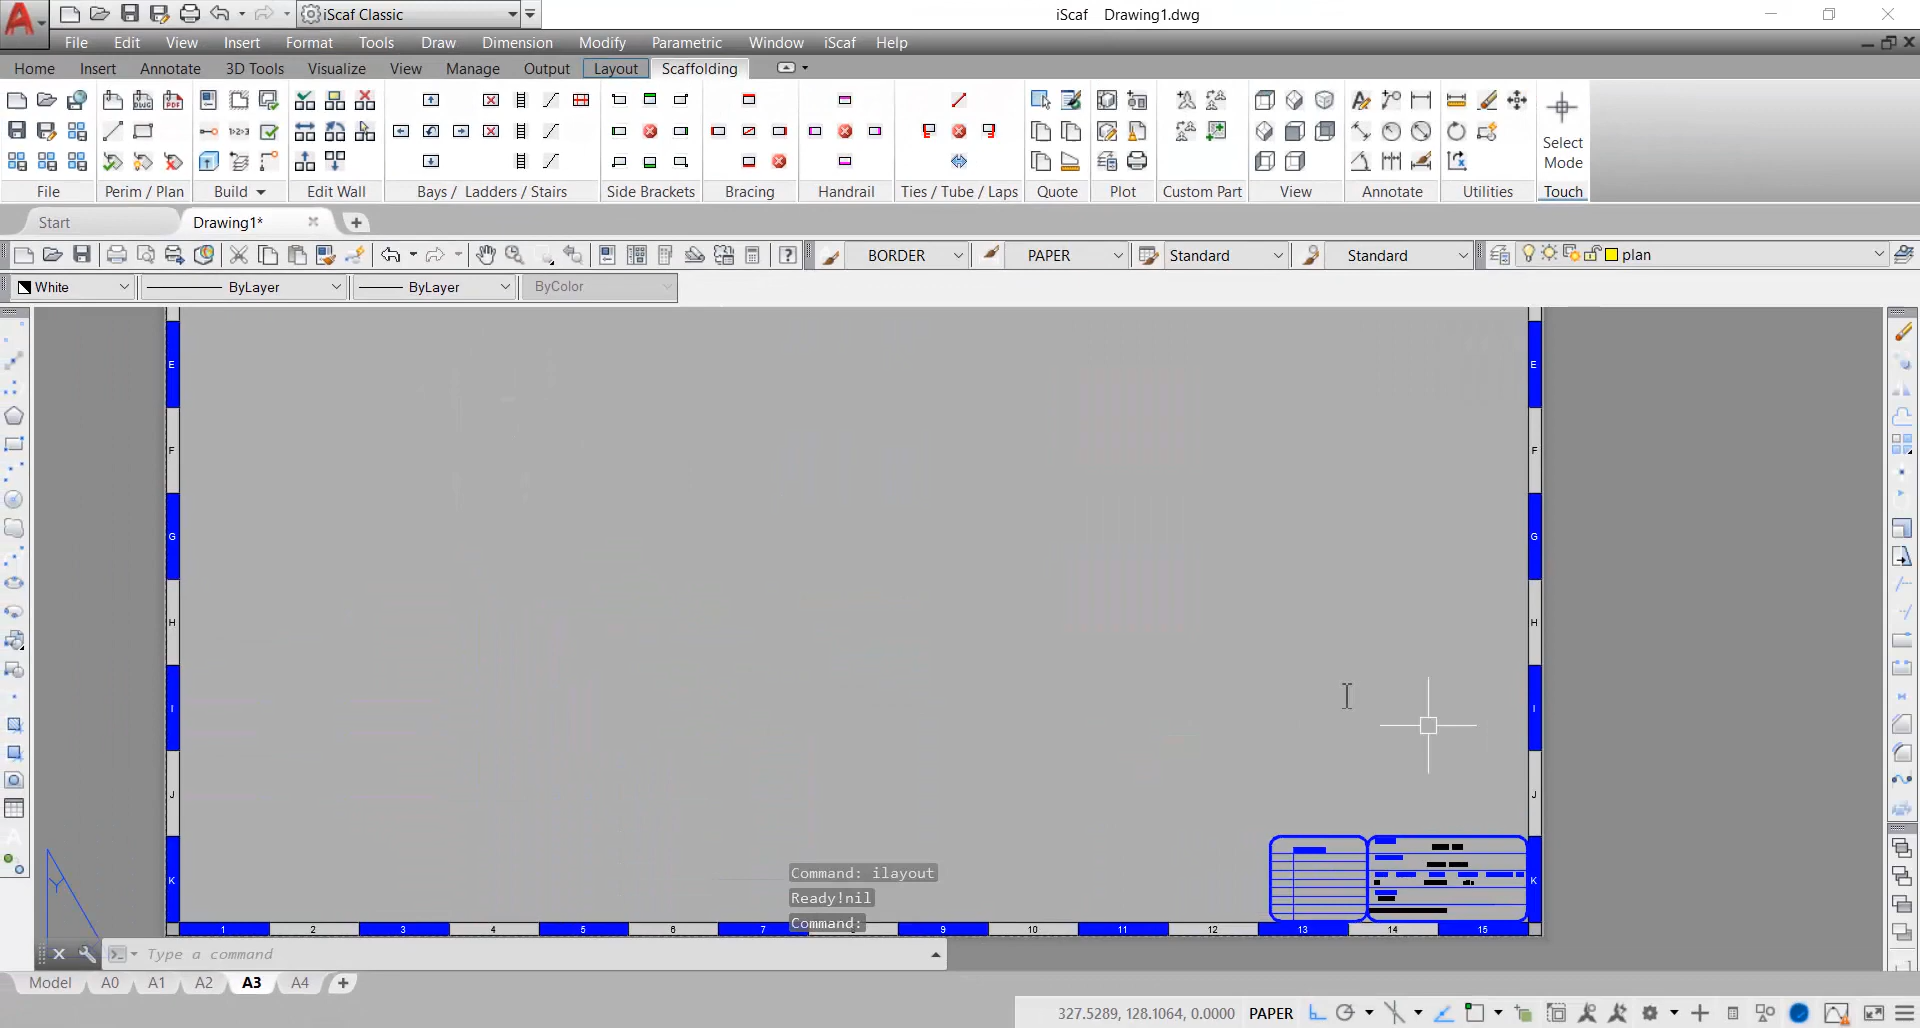 iScaf Classic
iScaf Drawing1.dwg
File Edit View Insert Format Tools Draw Dimension Modify Parametric Window iScaf Help
Home Insert Annotate 3D Tools Visualize View Manage Output Layout Scaffolding
Select
Mode
File Perim / Plan Build Edit Wall Bays / Ladders / Stairs Side Brackets Bracing Handrail Ties / Tube / Laps Quote Plot Custom Part View Annotate Utilities Touch
Start Drawing1*
BORDER PAPER Standard Standard plan
White ByLayer ByLayer ByColor
E E
F F
G G
H H
I I
J J
K K
Command: ilayout
Ready!nil
Command:
1 2 3 4 5 6 7 9 10 11 12 13 14 15
Type a command
Model A0 A1 A2 A3 A4
327.5289, 128.1064, 0.0000 PAPER